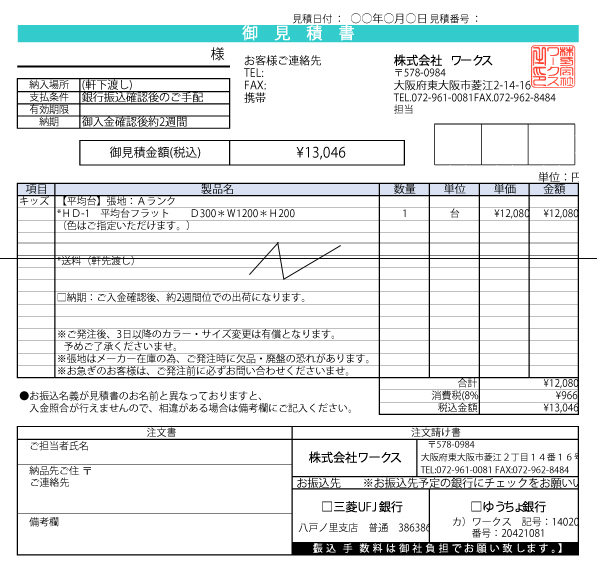 見積日付 ： 〇〇年〇月〇日 見積番号 ：
御 見 積 書
様
お客様ご連絡先
TEL:
FAX:
携帯
株式会社 ワークス
〒578-0984
大阪府東大阪市菱江2-14-16
TEL.072-961-0081FAX.072-962-8484
担当
納入場所 (軒下渡し)
支払条件 銀行振込確認後のご手配
有効期限
納期 御入金確認後約2週間
御見積金額(税込) ¥13,046
単位：円
項目 製品名 数量 単位 単価 金額
キッズ 【平均台】張地：Ａランク
*ＨＤ-1 平均台フラット Ｄ300＊Ｗ1200＊Ｈ200 1 台 ¥12,080 ¥12,080
（色はご指定いただけます。）
*送料（軒先渡し）
□納期：ご入金確認後、約2週間位での出荷になります。
※ご発注後、3日以降のカラー・サイズ変更は有償となります。
予めご了承くださいませ。
※張地はメーカー在庫の為、ご発注時に欠品・廃盤の恐れがあります。
※お急ぎのお客様は、ご発注前に必ずお問い合わせくださいませ。
合計 ¥12,080
消費税(8% ¥966
税込金額 ¥13,046
●お振込名義が見積書のお名前と異なっておりますと、
入金照合が行えませんので、相違がある場合は備考欄にご記入ください。
注文書
ご担当者氏名
納品先ご住 〒
ご連絡先
備考欄
注文請け書
株式会社ワークス
〒578-0984
大阪府東大阪市菱江２丁目１４番１６号
TEL:072-961-0081 FAX:072-962-8484
お振込先 ※お振込先予定の銀行にチェックをお願いい
□三菱UFJ 銀行
八戸ノ里支店 普通 386386
□ゆうちょ銀行
カ）ワークス 記号：14020
番号：20421081
振 込 手 数料は御社負担でお願い致します。】